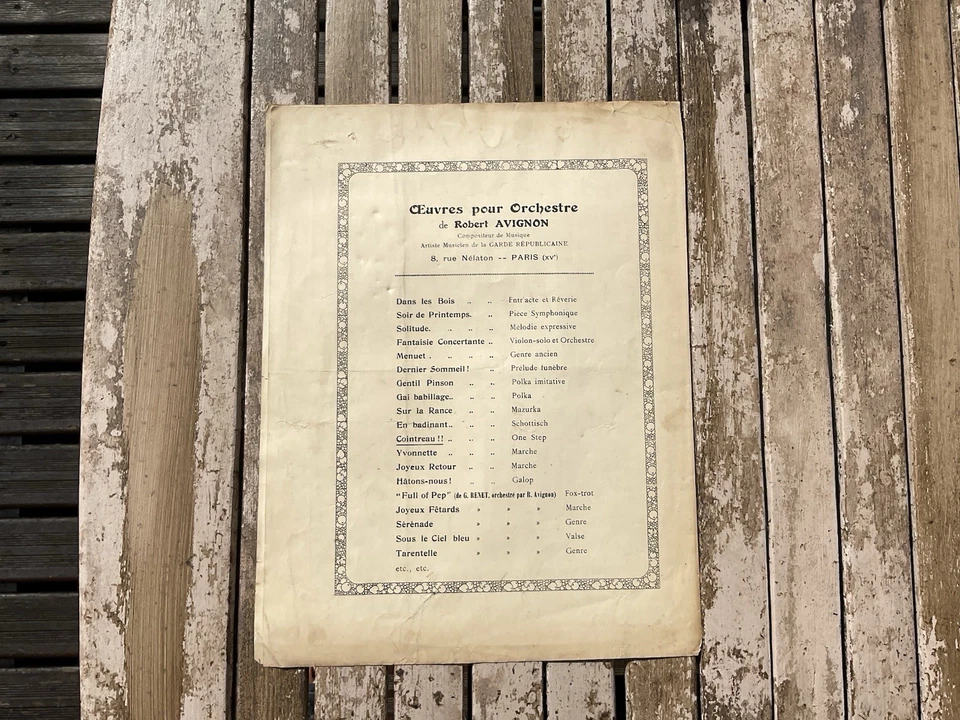 Œuvres pour Orchestre
de Robert AVIGNON
Compositeur de Musique
Artiste Musicien de la GARDE RÉPUBLICAINE
8, rue Nélaton -- PARIS (XVᵉ)
Dans les Bois .. .. Entr'acte et Rêverie
Soir de Printemps. .. Pièce Symphonique
Solitude. .. .. .. Mélodie expressive
Fantaisie Concertante .. Violon-solo et Orchestre
Menuet . .. .. .. Genre ancien
Dernier Sommeil! .. Prélude funèbre
Gentil Pinson .. .. Polka imitative
Gai babillage.. .. .. Polka
Sur la Rance .. .. Mazurka
En badinant.. .. .. Schottisch
Cointreau!! .. .. .. One Step
Yvonnette .. .. .. Marche
Joyeux Retour .. .. Marche
Hâtons-nous! .. .. Galop
"Full of Pep" (de G. RENET, orchestré par R. Avignon) Fox-trot
Joyeux Fêtards » » » Marche
Sérénade » » » Genre
Sous le Ciel bleu » » » Valse
Tarentelle » » » Genre
etc., etc.